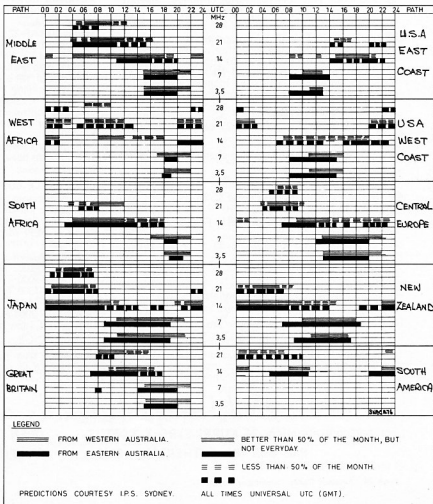 PATH 00 02 04 06 08 10 12 14 16 18 20 22 24 UTC 00 02 04 06 08 10 12 14 16 18 20 22 24 PATH
MHz
28
MIDDLE
EAST
21
14
7
3,5
U.S.A
EAST
COAST
WEST
AFRICA
28
21
14
7
3,5
USA
WEST
COAST
SOUTH
AFRICA
28
21
14
7
3,5
CENTRAL
EUROPE
JAPAN
28
21
14
7
3,5
NEW
ZEALAND
GREAT
BRITAIN
28
21
14
7
3,5
SOUTH
AMERICA
LEGEND
FROM WESTERN AUSTRALIA.
FROM EASTERN AUSTRALIA.
BETTER THAN 50% OF THE MONTH, BUT
NOT EVERYDAY.
LESS THAN 50% OF THE MONTH
PREDICTIONS COURTESY I.P.S. SYDNEY. ALL TIMES UNIVERSAL UTC (GMT).